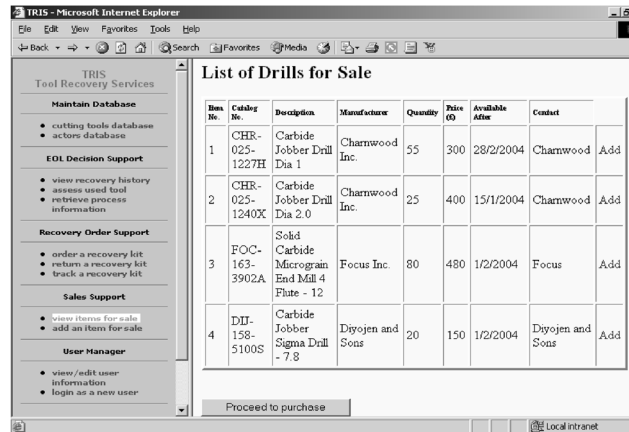 TRIS - Microsoft Internet Explorer
File Edit View Favorites Tools Help
Back Search Favorites Media
TRIS
Tool Recovery Services
Maintain Database
cutting tools database
actors database
EOL Decision Support
view recovery history
assess used tool
retrieve process
information
Recovery Order Support
order a recovery kit
return a recovery kit
track a recovery kit
Sales Support
view items for sale
add an item for sale
User Manager
view/edit user
information
login as a new user
List of Drills for Sale
Item No. Catalog No. Description Manufacturer Quantity Price (£) Available After Contact
1 CHR-025-1227H Carbide Jobber Drill Dia 1 Charnwood Inc. 55 300 28/2/2004 Charnwood Add
2 CHR-025-1240X Carbide Jobber Drill Dia 2.0 Charnwood Inc. 25 400 15/1/2004 Charnwood Add
3 FOC-163-3902A Solid Carbide Micrograin End Mill 4 Flute - 12 Focus Inc. 80 480 1/2/2004 Focus Add
4 DIJ-158-5100S Carbide Jobber Sigma Drill - 7.8 Diyojen and Sons 20 150 1/2/2004 Diyojen and Sons Add
Proceed to purchase
Local intranet